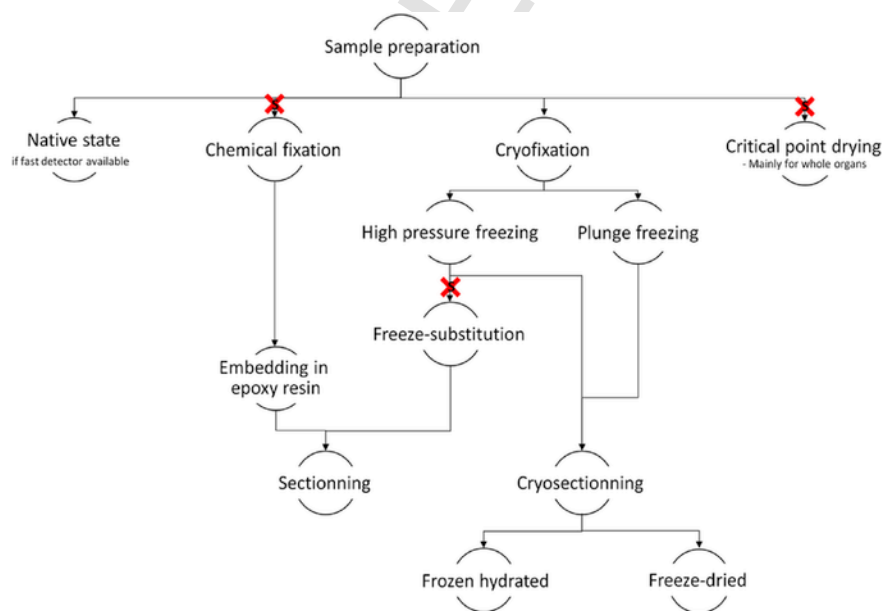 Sample preparation
Native state
if fast detector available
Chemical fixation
Cryofixation
Critical point drying
- Mainly for whole organs
High pressure freezing
Plunge freezing
Freeze-substitution
Embedding in
epoxy resin
Sectionning
Cryosectionning
Frozen hydrated
Freeze-dried